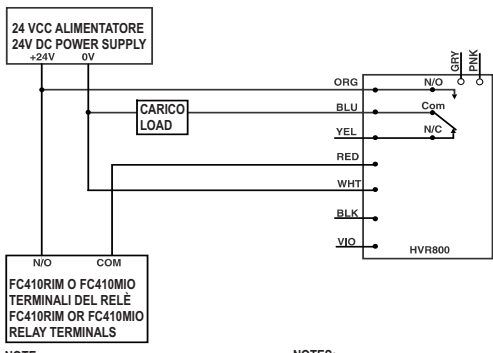 24 VCC ALIMENTATORE
24V DC POWER SUPPLY
+24V 0V
GRY
PNK
ORG
N/O
CARICO
LOAD
BLU
Com
YEL
N/C
RED
WHT
BLK
VIO
HVR800
N/O COM
FC410RIM O FC410MIO
TERMINALI DEL RELÈ
FC410RIM OR FC410MIO
RELAY TERMINALS
NOTE
NOTES: